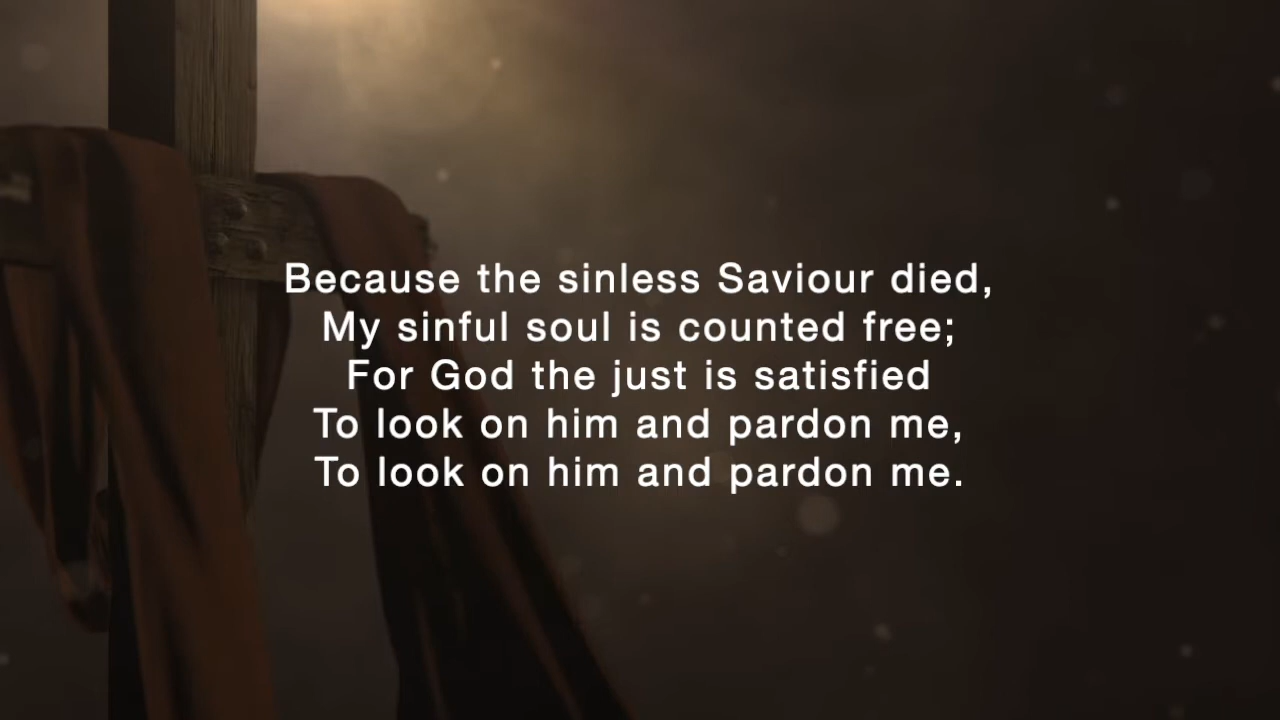 Because the sinless Saviour died,
My sinful soul is counted free;
For God the just is satisfied
To look on him and pardon me,
To look on him and pardon me.